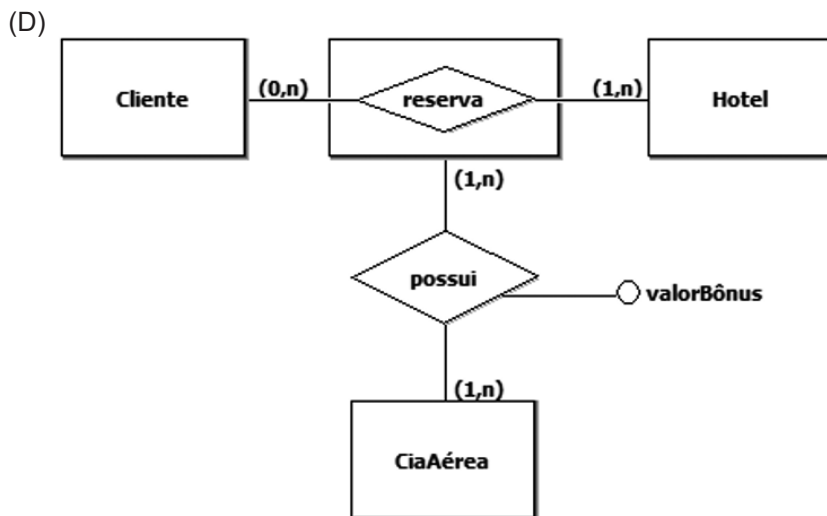 (D)
Cliente (0,n) reserva (1,n) Hotel
(1,n)
possui
valorBônus
(1,n)
CiaAérea